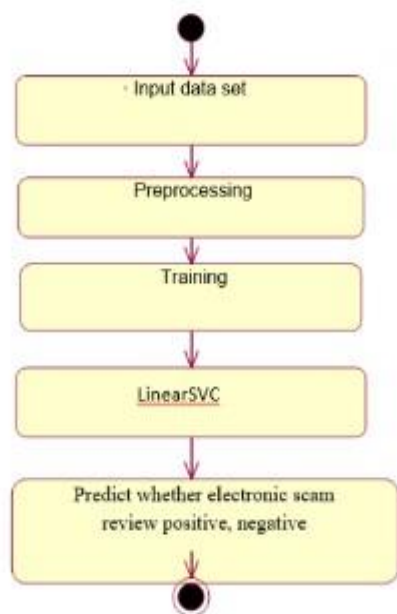 Input data set
Preprocessing
Training
LinearSVC
Predict whether electronic scam
review positive, negative